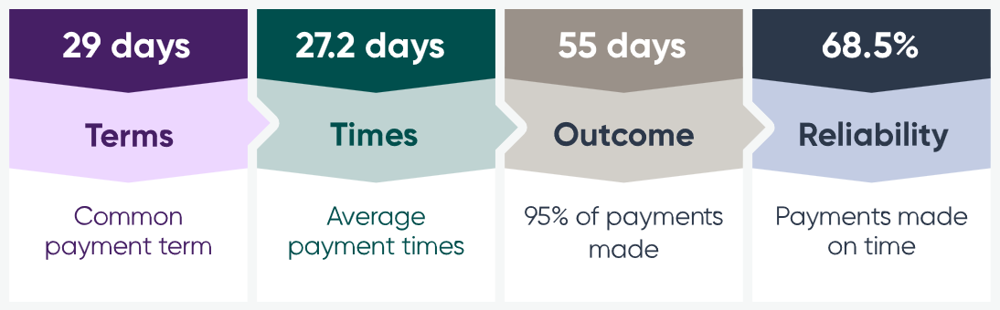 29 days
Terms
Common
payment term
27.2 days
Times
Average
payment times
55 days
Outcome
95% of payments
made
68.5%
Reliability
Payments made
on time